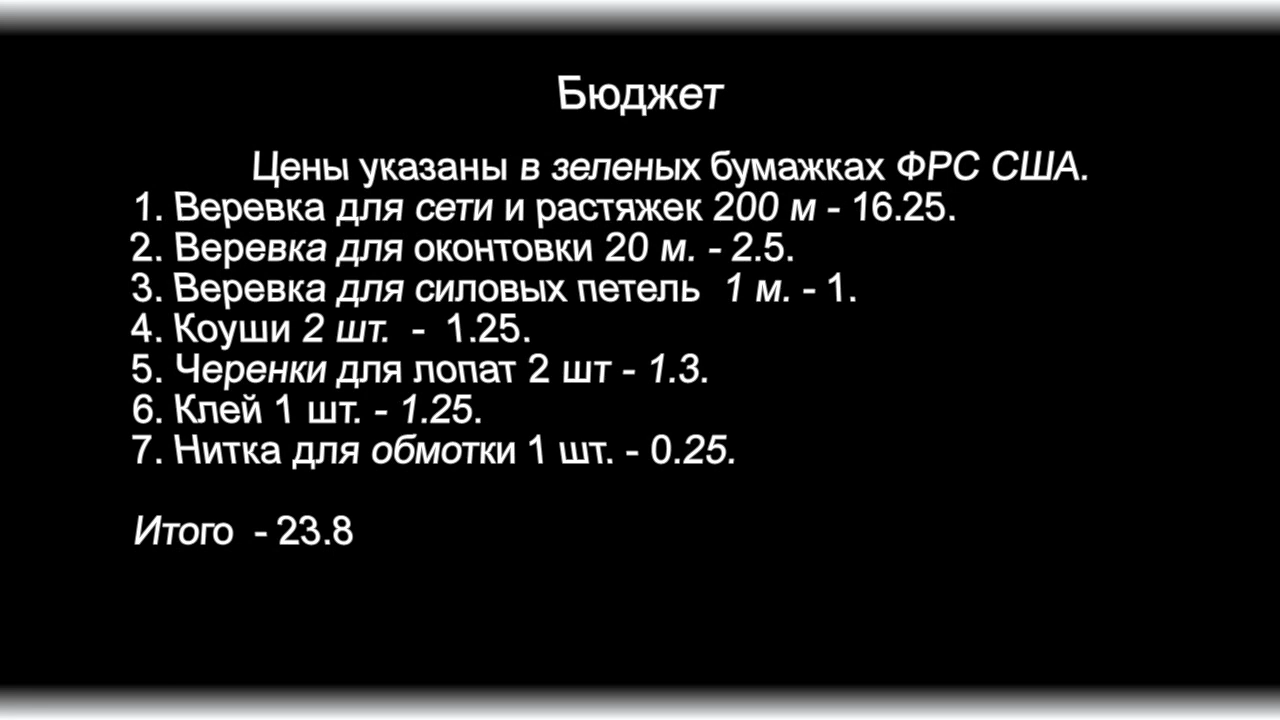 Бюджет
Цены указаны в зеленых бумажках ФРС США.
1. Веревка для сети и растяжек 200 м - 16.25.
2. Веревка для оконтовки 20 м. - 2.5.
3. Веревка для силовых петель 1 м. - 1.
4. Коуши 2 шт. - 1.25.
5. Черенки для лопат 2 шт - 1.3.
6. Клей 1 шт. - 1.25.
7. Нитка для обмотки 1 шт. - 0.25.
Итого - 23.8